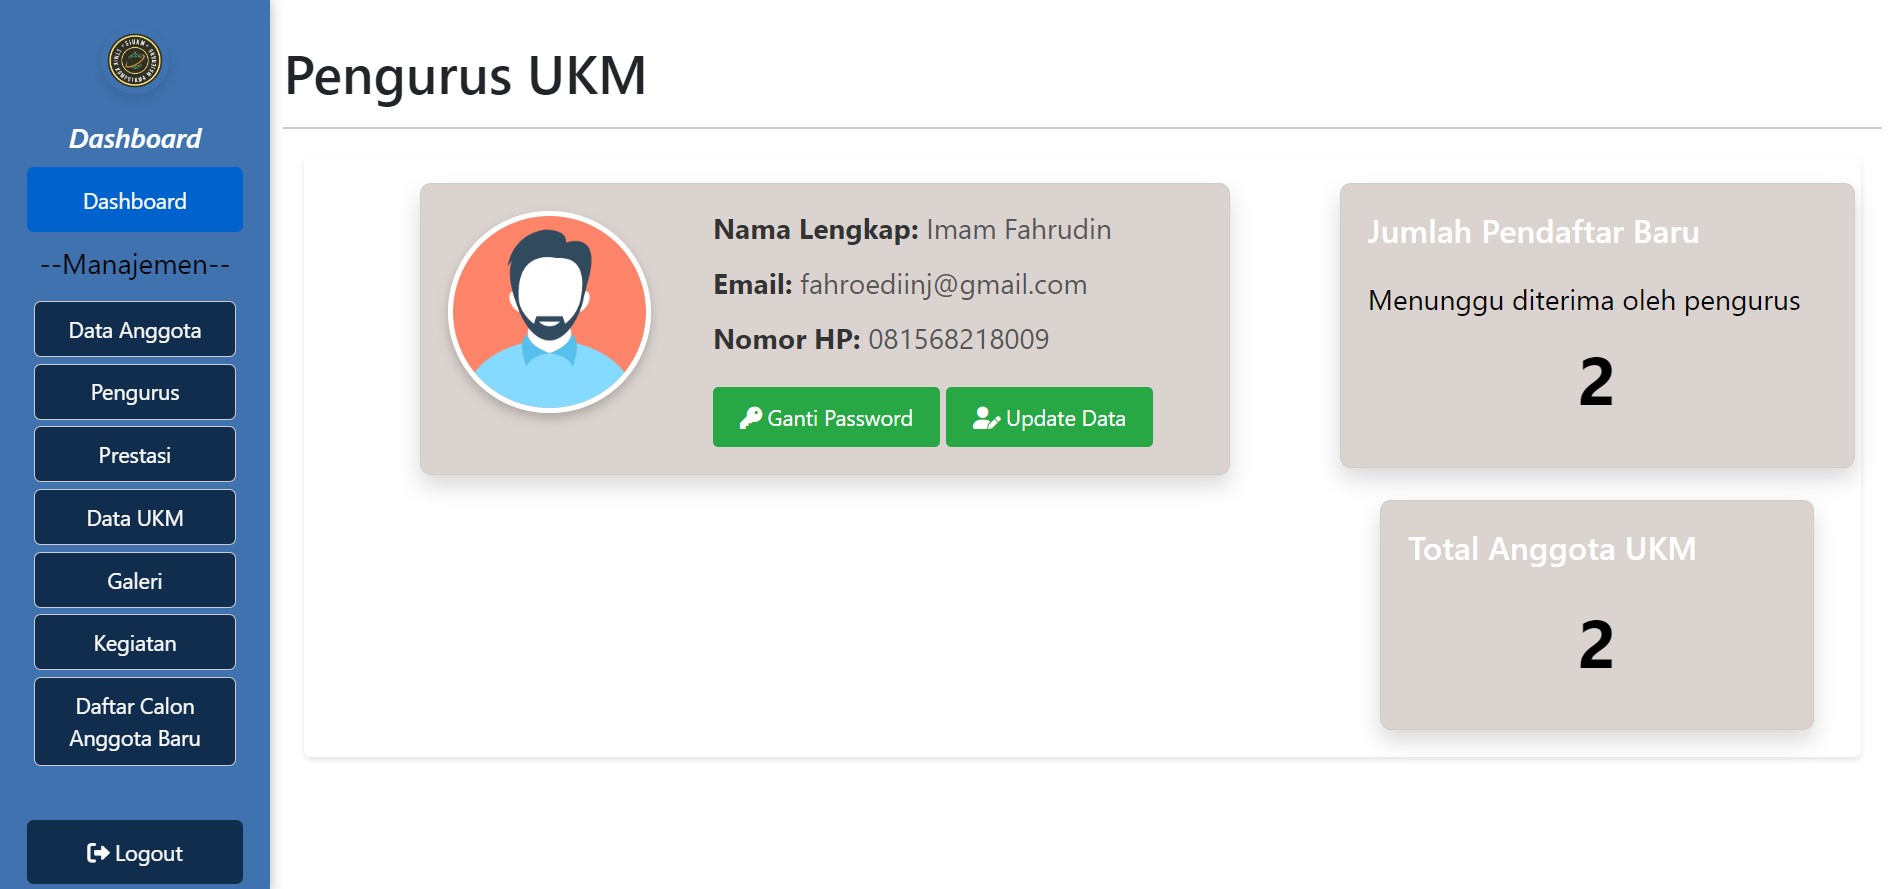 SIUKM
Dashboard
Dashboard
--Manajemen--
Data Anggota
Pengurus
Prestasi
Data UKM
Galeri
Kegiatan
Daftar Calon
Anggota Baru
Logout
Pengurus UKM
Nama Lengkap: Imam Fahrudin
Email: fahroediinj@gmail.com
Nomor HP: 081568218009
Ganti Password
Update Data
Jumlah Pendaftar Baru
Menunggu diterima oleh pengurus
2
Total Anggota UKM
2